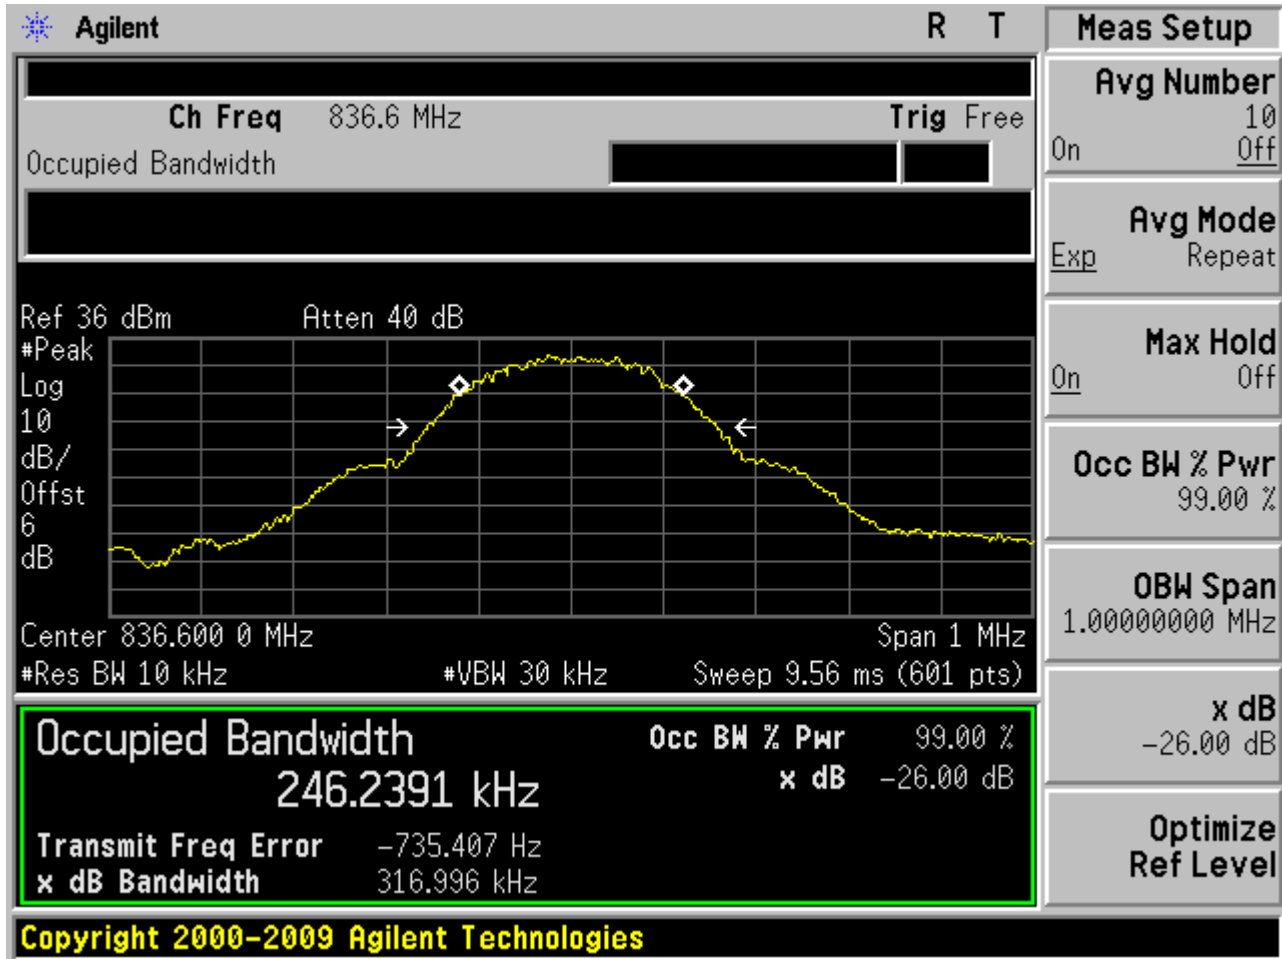 Agilent R T
Meas Setup
Ch Freq 836.6 MHz Trig Free
Occupied Bandwidth
Ref 36 dBm Atten 40 dB
#Peak
Log
10
dB/
Offst
6
dB
Center 836.600 0 MHz Span 1 MHz
#Res BW 10 kHz #VBW 30 kHz Sweep 9.56 ms (601 pts)
Occupied Bandwidth
246.2391 kHz
Occ BW % Pwr 99.00 %
x dB -26.00 dB
Transmit Freq Error -735.407 Hz
x dB Bandwidth 316.996 kHz
Avg Number
10
On Off
Avg Mode
Exp Repeat
Max Hold
On Off
Occ BW % Pwr
99.00 %
OBW Span
1.00000000 MHz
x dB
-26.00 dB
Optimize
Ref Level
Copyright 2000-2009 Agilent Technologies